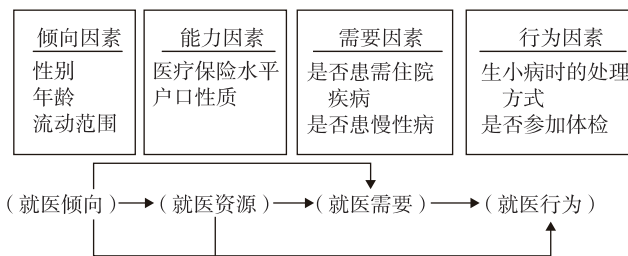 倾向因素
性别
年龄
流动范围
能力因素
医疗保险水平
户口性质
需要因素
是否患需住院
疾病
是否患慢性病
行为因素
生小病时的处理
方式
是否参加体检
（就医倾向）（就医资源）（就医需要）（就医行为）